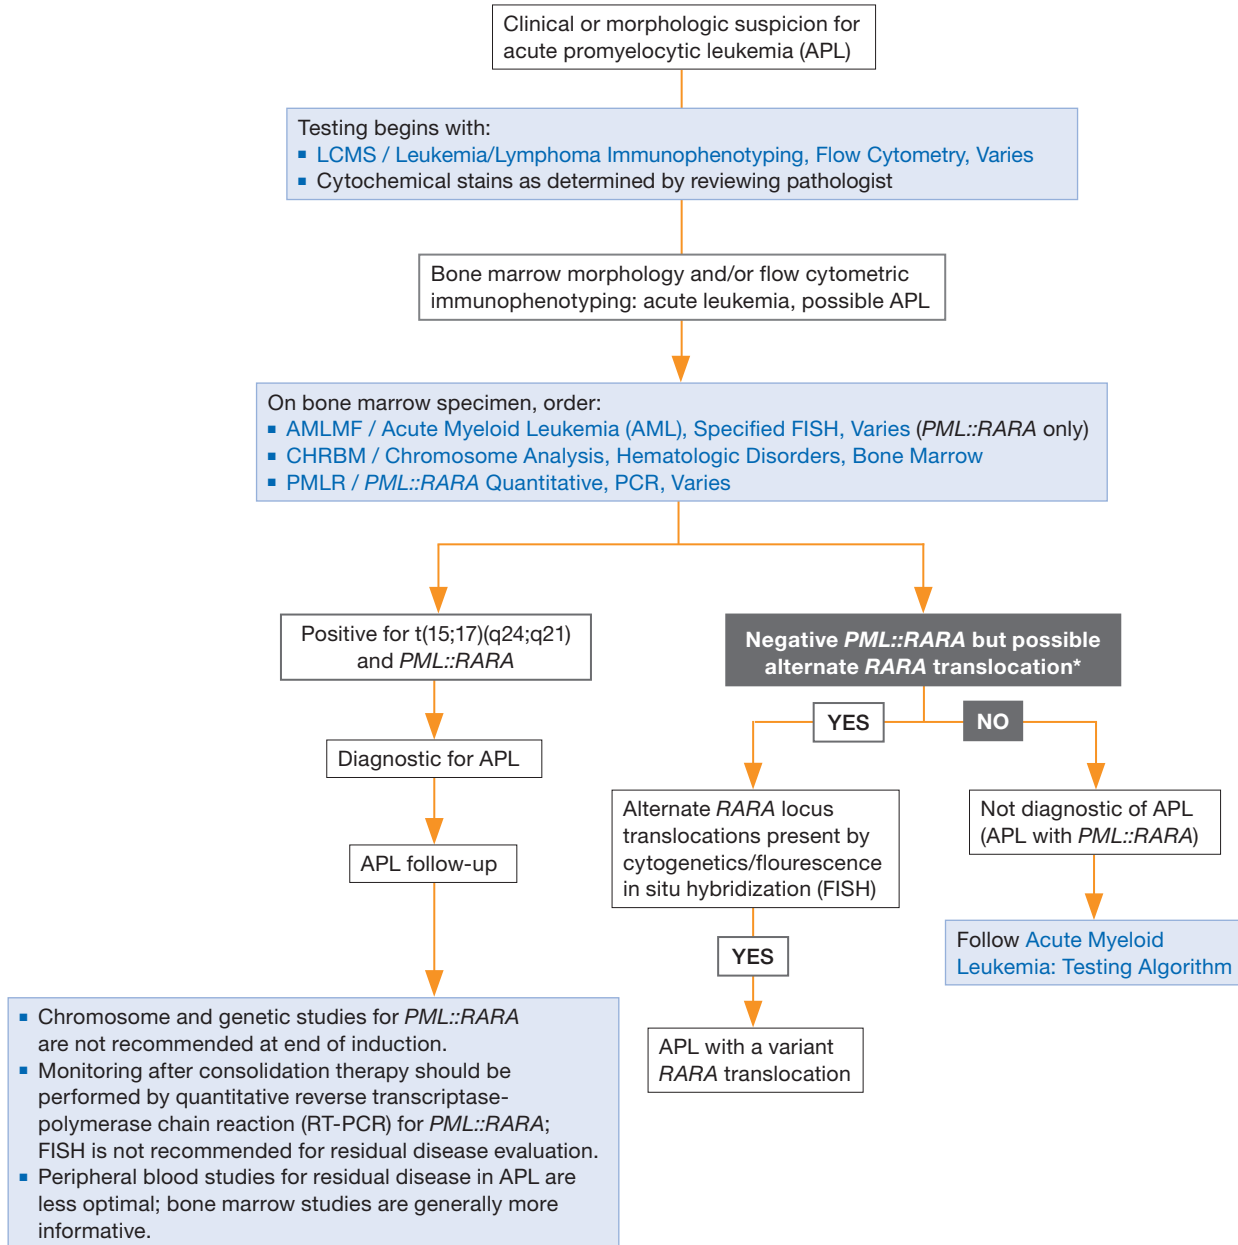 Clinical or morphologic suspicion for
acute promyelocytic leukemia (APL)
Testing begins with:
▪ LCMS / Leukemia/Lymphoma Immunophenotyping, Flow Cytometry, Varies
▪ Cytochemical stains as determined by reviewing pathologist
Bone marrow morphology and/or flow cytometric
immunophenotyping: acute leukemia, possible APL
On bone marrow specimen, order:
▪ AMLMF / Acute Myeloid Leukemia (AML), Specified FISH, Varies (PML::RARA only)
▪ CHRBM / Chromosome Analysis, Hematologic Disorders, Bone Marrow
▪ PMLR / PML::RARA Quantitative, PCR, Varies
Positive for t(15;17)(q24;q21)
and PML::RARA
Diagnostic for APL
APL follow-up
▪ Chromosome and genetic studies for PML::RARA
are not recommended at end of induction.
▪ Monitoring after consolidation therapy should be
performed by quantitative reverse transcriptase-
polymerase chain reaction (RT-PCR) for PML::RARA;
FISH is not recommended for residual disease evaluation.
▪ Peripheral blood studies for residual disease in APL are
less optimal; bone marrow studies are generally more
informative.
Negative PML::RARA but possible
alternate RARA translocation*
YES
NO
Alternate RARA locus
translocations present by
cytogenetics/flourescence
in situ hybridization (FISH)
YES
APL with a variant
RARA translocation
Not diagnostic of APL
(APL with PML::RARA)
Follow Acute Myeloid
Leukemia: Testing Algorithm